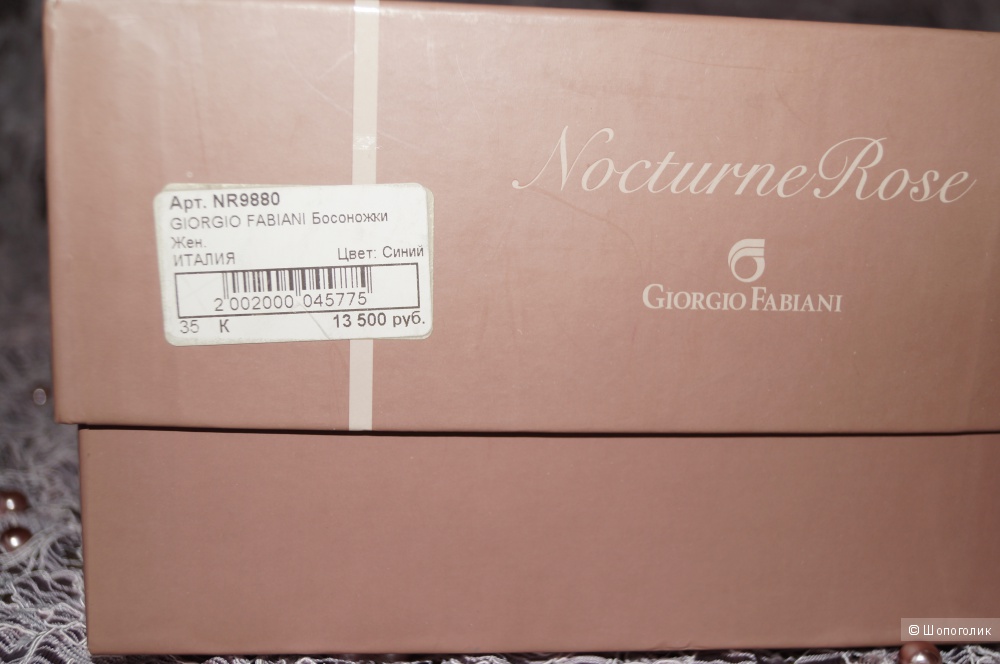 Nocturne Rose
GIORGIO FABIANI
Арт. NR9880
GIORGIO FABIANI Босоножки
Жен.
ИТАЛИЯ Цвет: Синий
2 002000 045775
35 К 13 500 руб.
© Шопоголик